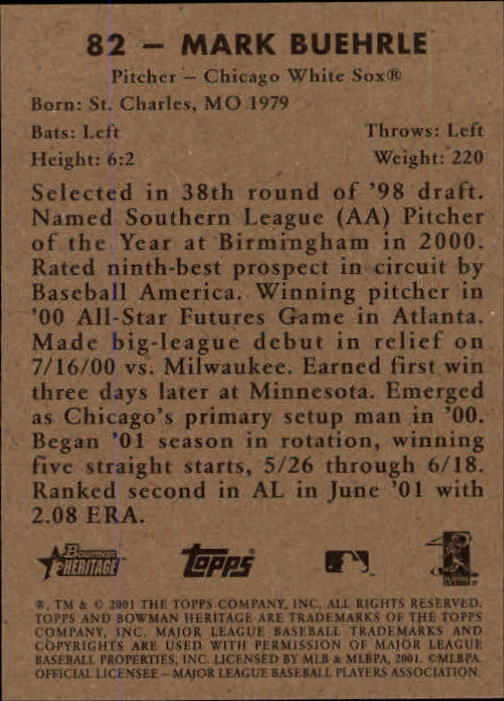 82 – MARK BUEHRLE
Pitcher – Chicago White Sox®
Born: St. Charles, MO 1979
Bats: Left Throws: Left
Height: 6:2 Weight: 220
Selected in 38th round of '98 draft.
Named Southern League (AA) Pitcher
of the Year at Birmingham in 2000.
Rated ninth-best prospect in circuit by
Baseball America. Winning pitcher in
'00 All-Star Futures Game in Atlanta.
Made big-league debut in relief on
7/16/00 vs. Milwaukee. Earned first win
three days later at Minnesota. Emerged
as Chicago's primary setup man in '00.
Began '01 season in rotation, winning
five straight starts, 5/26 through 6/18.
Ranked second in AL in June '01 with
2.08 ERA.
Bowman HERITAGE Topps
®, TM & © 2001 THE TOPPS COMPANY, INC. ALL RIGHTS RESERVED.
TOPPS AND BOWMAN HERITAGE ARE TRADEMARKS OF THE TOPPS
COMPANY, INC. MAJOR LEAGUE BASEBALL TRADEMARKS AND
COPYRIGHTS ARE USED WITH PERMISSION OF MAJOR LEAGUE
BASEBALL PROPERTIES, INC. LICENSED BY MLB & MLBPA, 2001. ©MLBPA.
OFFICIAL LICENSEE – MAJOR LEAGUE BASEBALL PLAYERS ASSOCIATION.